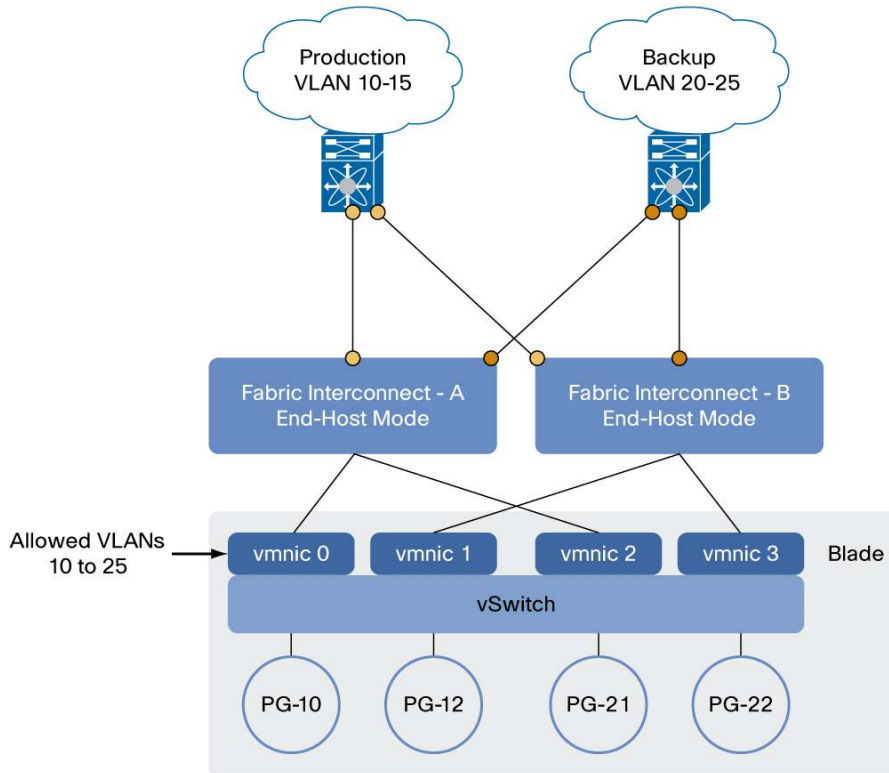 Production
VLAN 10-15
Backup
VLAN 20-25
Fabric Interconnect - A
End-Host Mode
Fabric Interconnect - B
End-Host Mode
Allowed VLANs
10 to 25
vmnic 0
vmnic 1
vmnic 2
vmnic 3
Blade
vSwitch
PG-10
PG-12
PG-21
PG-22